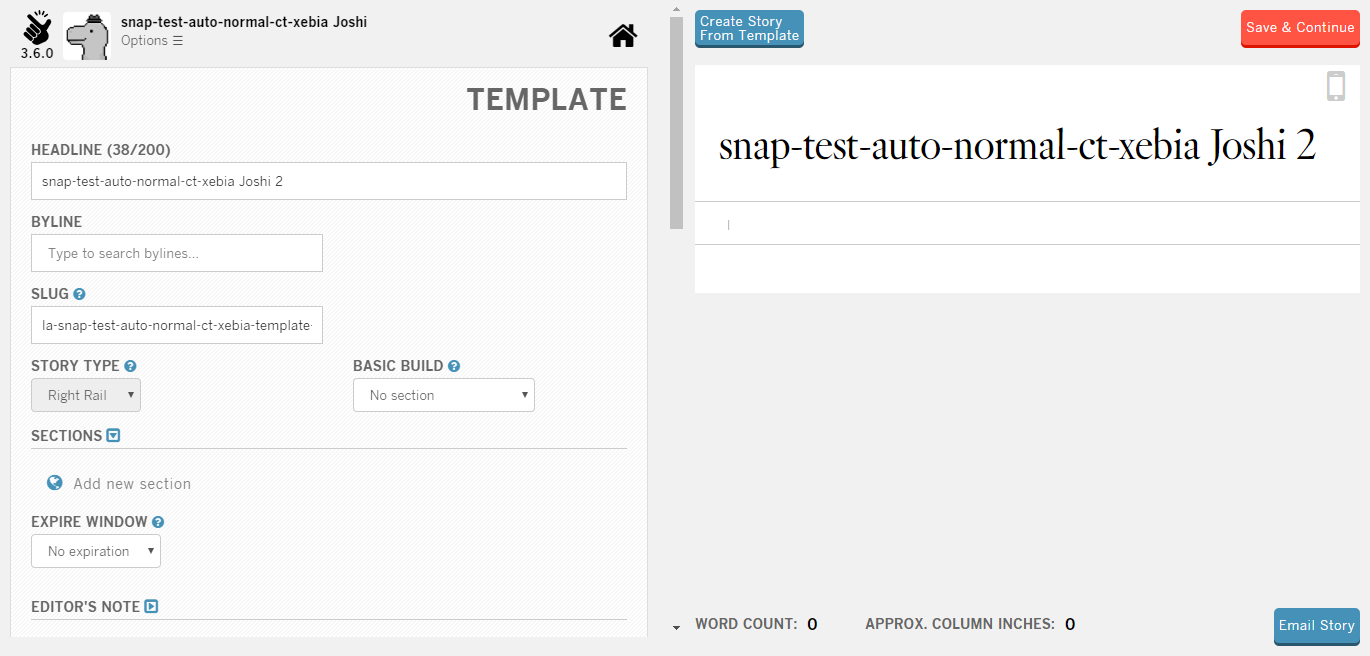 snap-test-auto-normal-ct-xebia Joshi
Options ☰
3.6.0
TEMPLATE
HEADLINE (38/200)
snap-test-auto-normal-ct-xebia Joshi 2
BYLINE
Type to search bylines...
SLUG
la-snap-test-auto-normal-ct-xebia-template-
STORY TYPE
BASIC BUILD
Right Rail
No section
SECTIONS
Add new section
EXPIRE WINDOW
No expiration
EDITOR'S NOTE
Create Story
From Template
Save & Continue
snap-test-auto-normal-ct-xebia Joshi 2
WORD COUNT: 0
APPROX. COLUMN INCHES: 0
Email Story